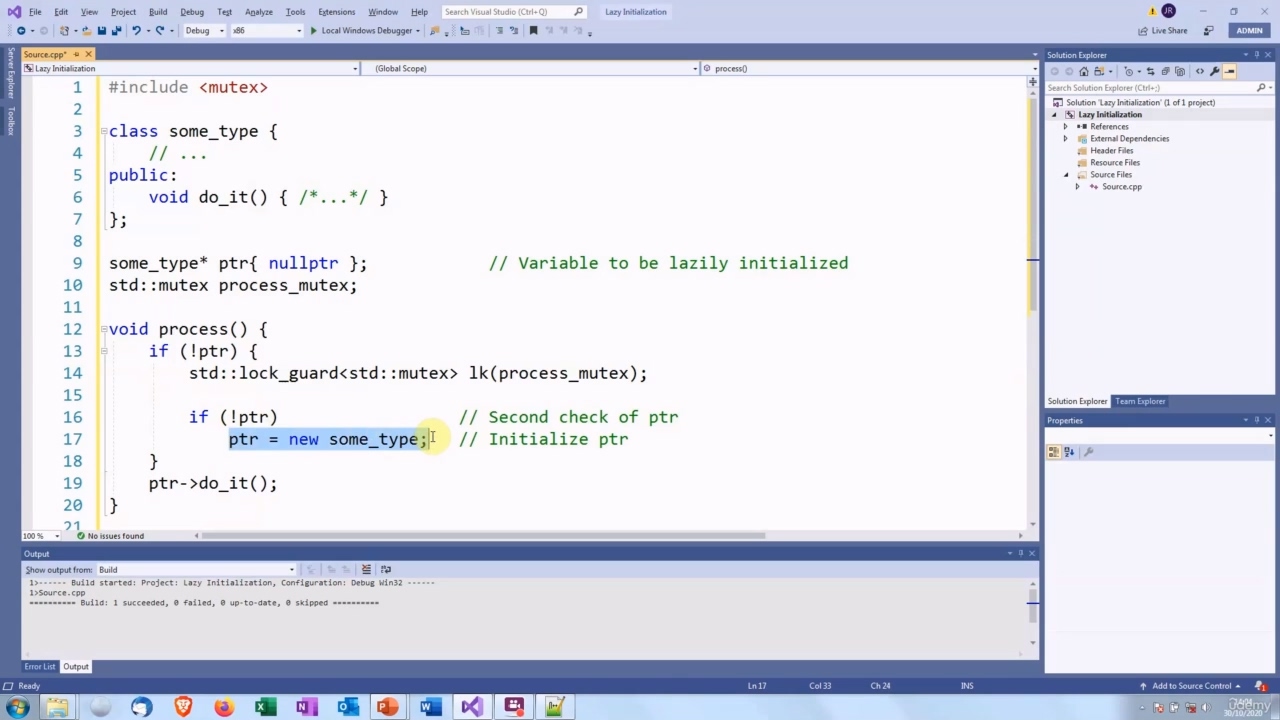 File Edit View Project Build Debug Test Analyze Tools Extensions Window Help Search Visual Studio (Ctrl+Q) Lazy Initialization JR
Debug x86 Local Windows Debugger Live Share ADMIN
Server Explorer
Toolbox
Source.cpp*
Lazy Initialization (Global Scope) process()
1 #include <mutex>
2
3 class some_type {
4 // ...
5 public:
6 void do_it() { /*...*/ }
7 };
8
9 some_type* ptr{ nullptr }; // Variable to be lazily initialized
10 std::mutex process_mutex;
11
12 void process() {
13 if (!ptr) {
14 std::lock_guard<std::mutex> lk(process_mutex);
15
16 if (!ptr) // Second check of ptr
17 ptr = new some_type; // Initialize ptr
18 }
19 ptr->do_it();
20 }
21
100 % No issues found
Output
Show output from: Build
1>------ Build started: Project: Lazy Initialization, Configuration: Debug Win32 ------
1>Source.cpp
========== Build: 1 succeeded, 0 failed, 0 up-to-date, 0 skipped ==========
Error List Output
Solution Explorer
Search Solution Explorer (Ctrl+;)
Solution 'Lazy Initialization' (1 of 1 project)
Lazy Initialization
References
External Dependencies
Header Files
Resource Files
Source Files
Source.cpp
Solution Explorer Team Explorer
Properties
Ready Ln 17 Col 33 Ch 24 INS Add to Source Control 1
30/10/2020
udemy